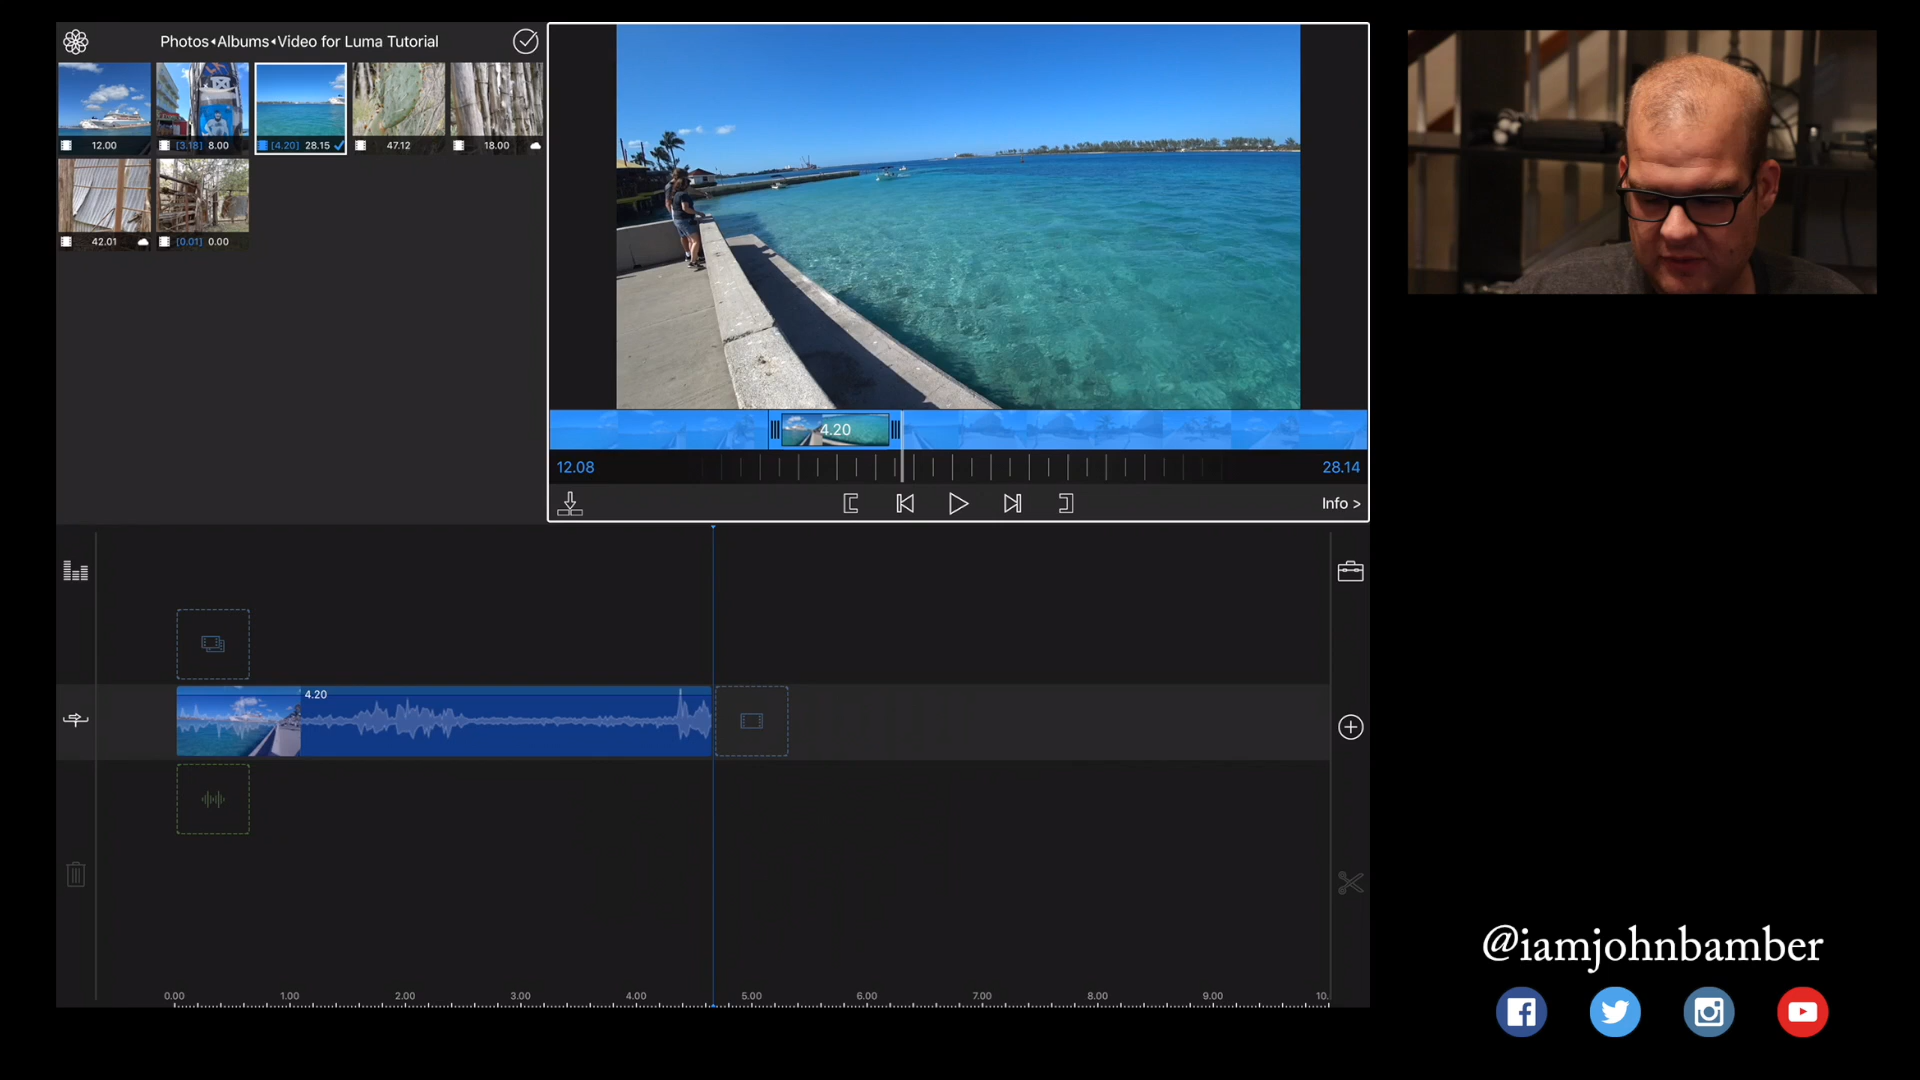 Photos◂Albums◂Video for Luma Tutorial
12.00
[3.18] 8.00
[4.20] 28.15
47.12
18.00
42.01
[0.01] 0.00
4.20
12.08
28.14
Info >
4.20
0.00 1.00 2.00 3.00 4.00 5.00 6.00 7.00 8.00 9.00 10.
@iamjohnbamber